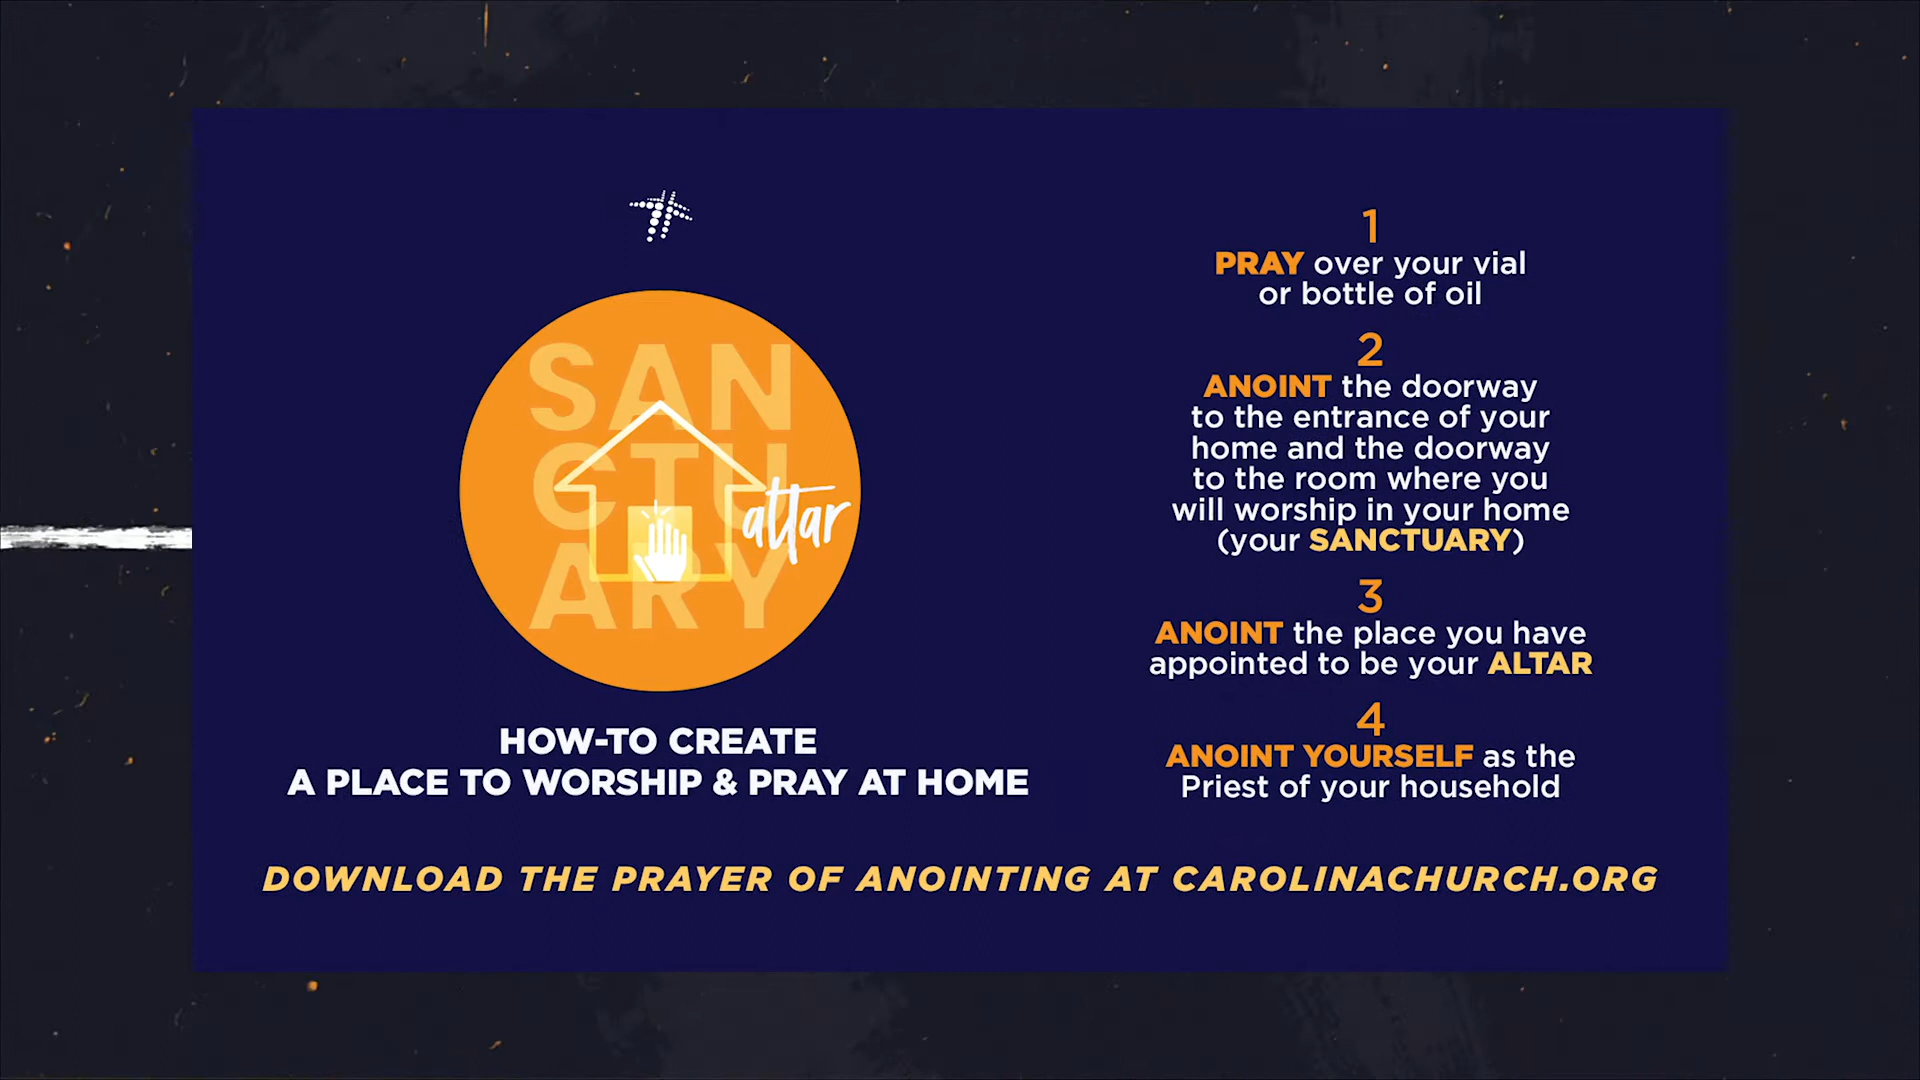 SAN
CTU
ARY
altar
HOW-TO CREATE
A PLACE TO WORSHIP & PRAY AT HOME
1
PRAY over your vial
or bottle of oil
2
ANOINT the doorway
to the entrance of your
home and the doorway
to the room where you
will worship in your home
(your SANCTUARY)
3
ANOINT the place you have
appointed to be your ALTAR
4
ANOINT YOURSELF as the
Priest of your household
DOWNLOAD THE PRAYER OF ANOINTING AT CAROLINACHURCH.ORG